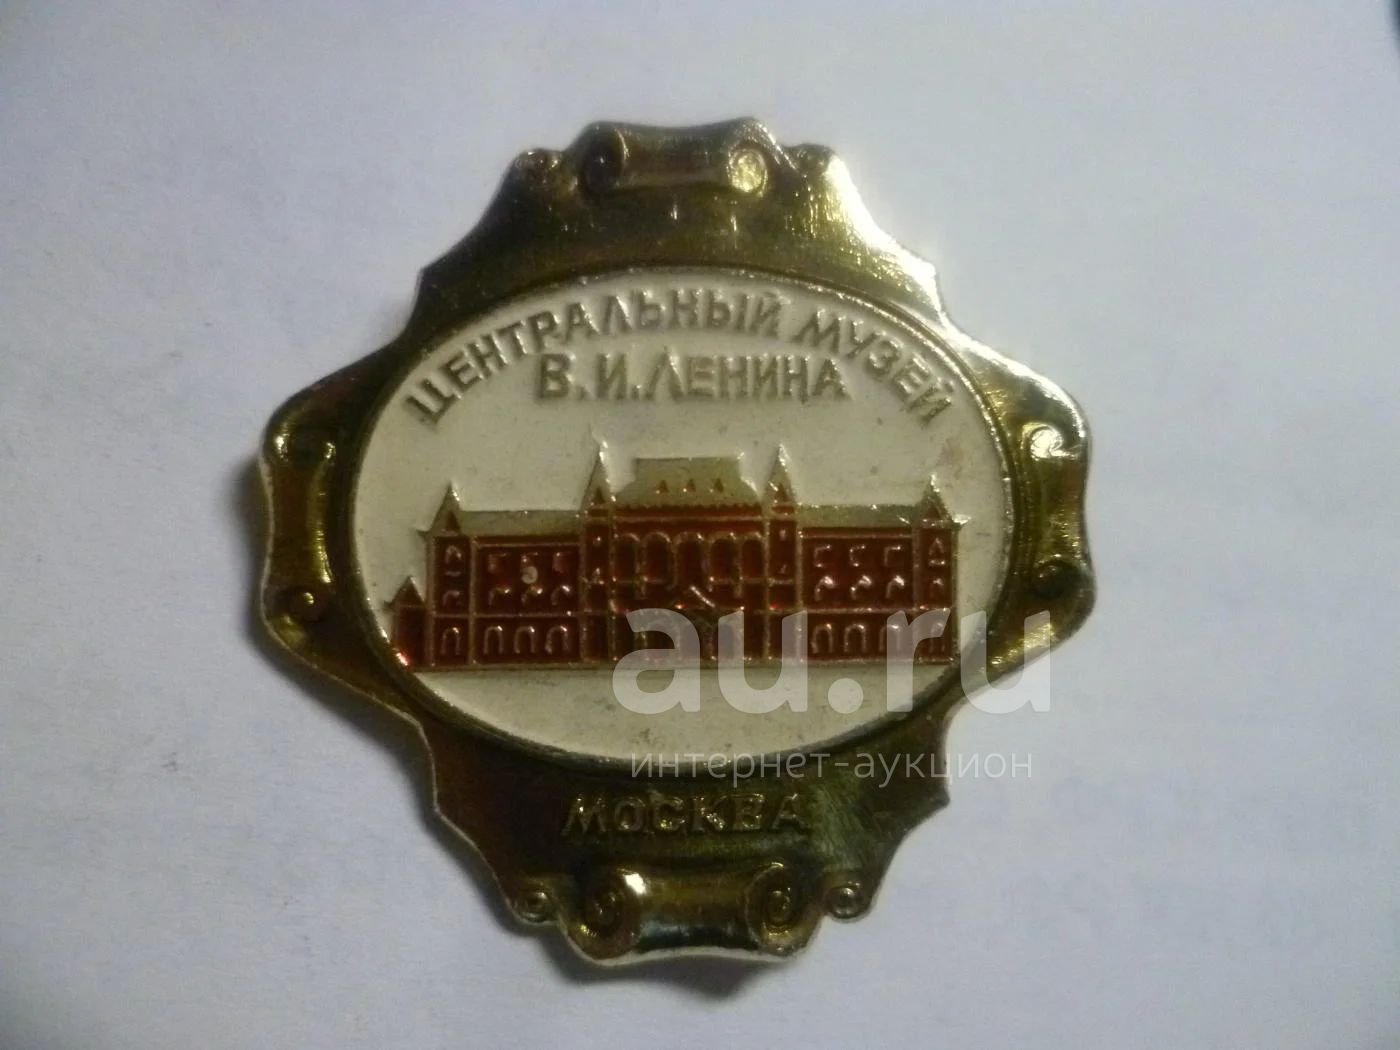 ЦЕНТРАЛЬНЫЙ МУЗЕЙ
В.И.ЛЕНИНА
au.ru
интернет-аукцион
МОСКВА